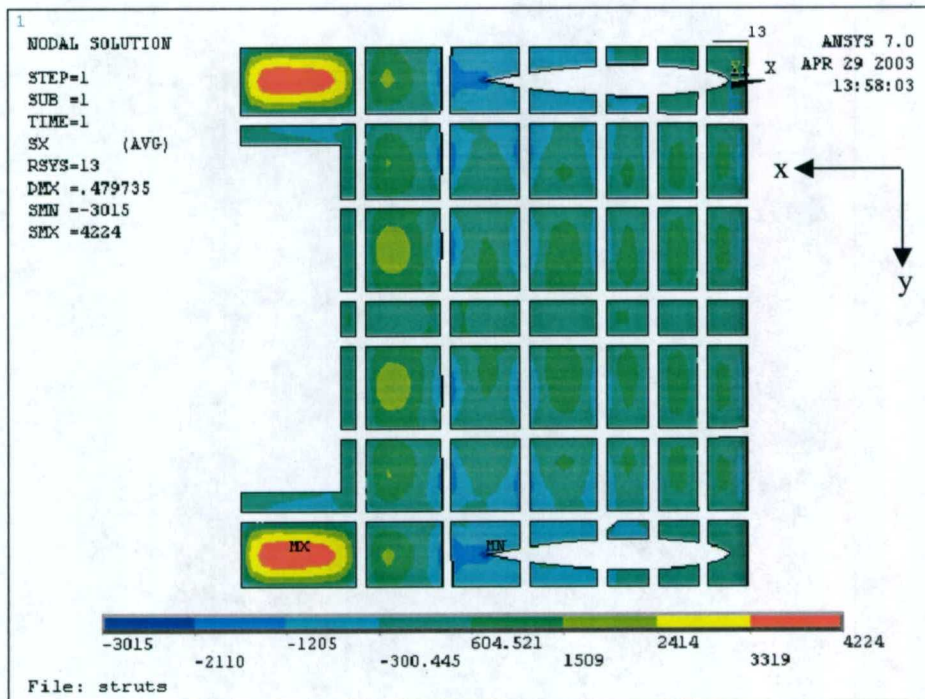 1
NODAL SOLUTION
STEP=1
SUB =1
TIME=1
SX (AVG)
RSYS=13
DMX =.479735
SMN =-3015
SMX =4224
13
ANSYS 7.0
APR 29 2003
13:58:03
X
x
y
MX
MN
-3015 -1205 604.521 2414 4224
-2110 -300.445 1509 3319
File: struts